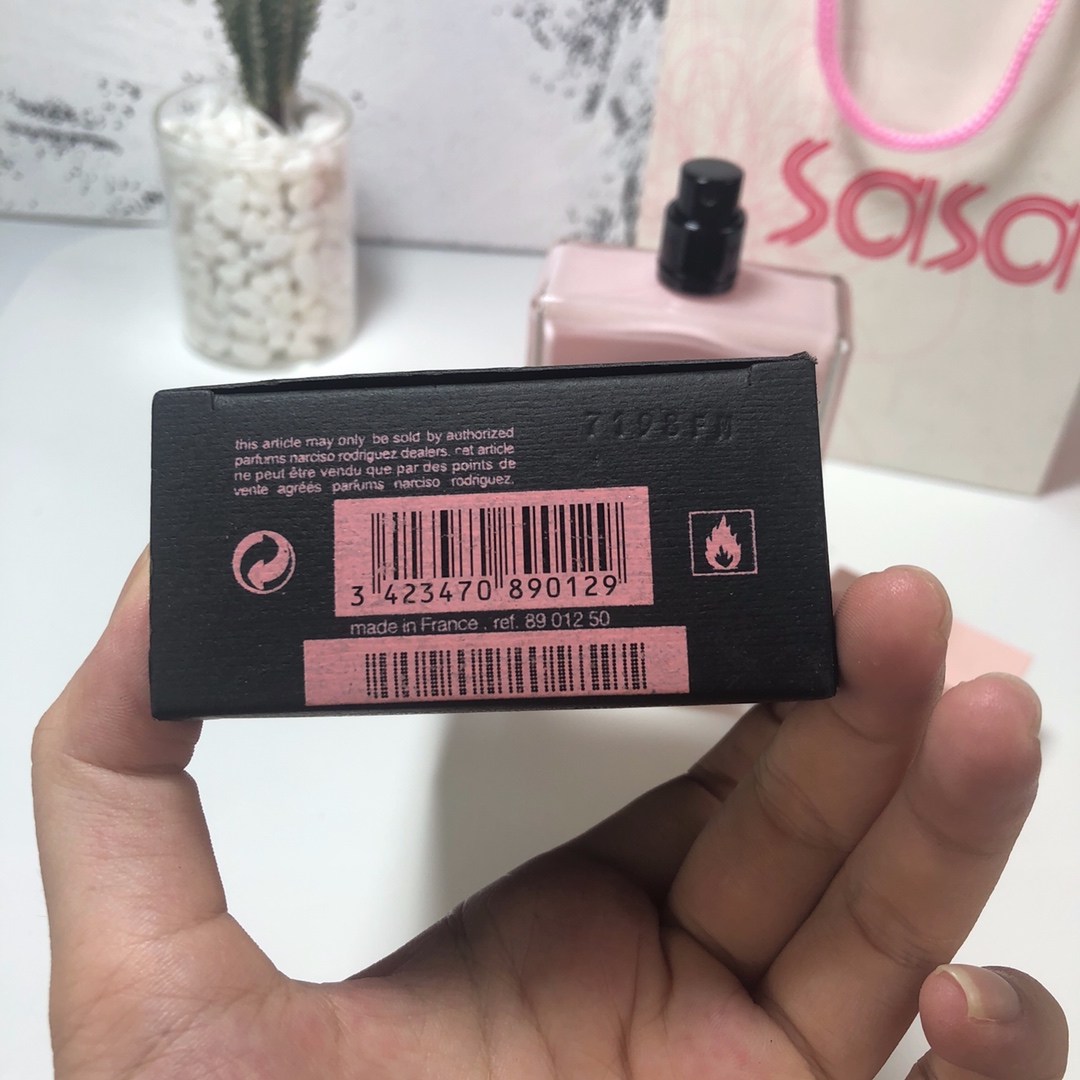 sasa
7198FM
this article may only be sold by authorized
parfums narciso rodriguez dealers. cet article
ne peut être vendu que par des points de
vente agréés parfums narciso rodriguez.
3 423470 890129
made in France . ref. 89 012 50